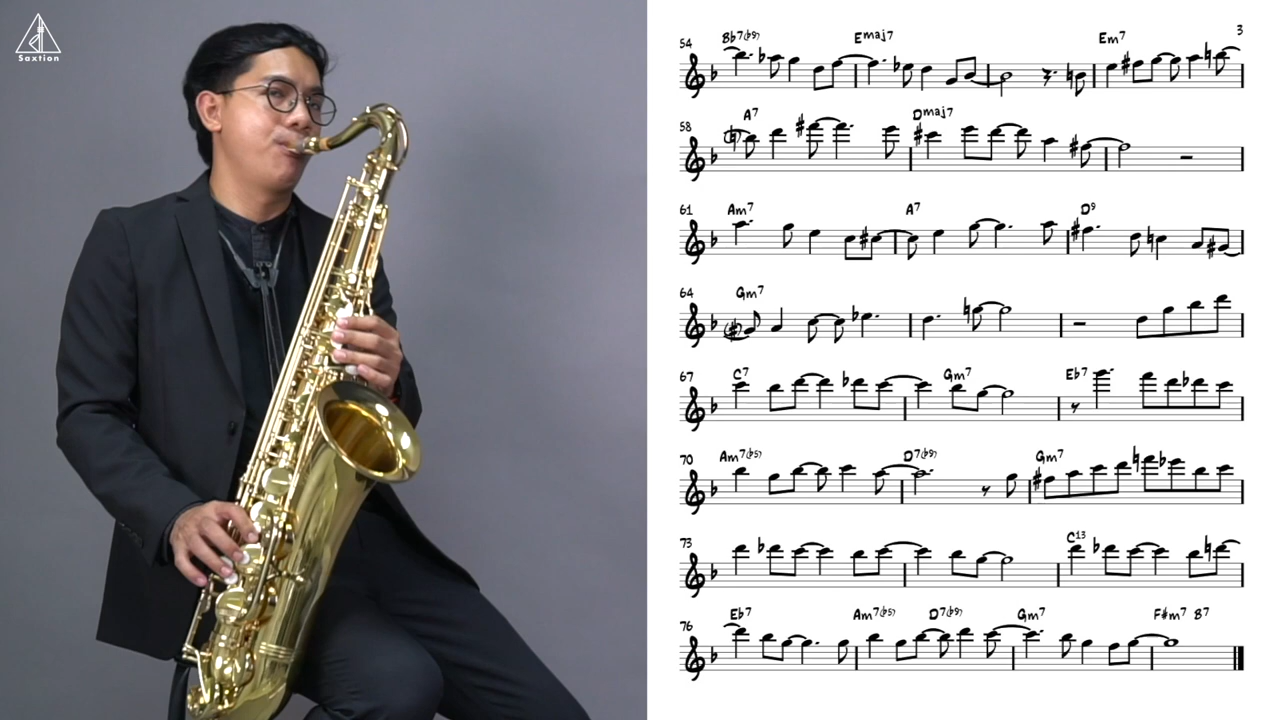 Saxtion
3
54 Bb7(b9) Emaj7 Em7
58 A7 Dmaj7
61 Am7 A7 D9
64 Gm7
67 C7 Gm7 Eb7
70 Am7(b5) D7(b9) Gm7
73 C13
76 Eb7 Am7(b5) D7(b9) Gm7 F#m7 B7